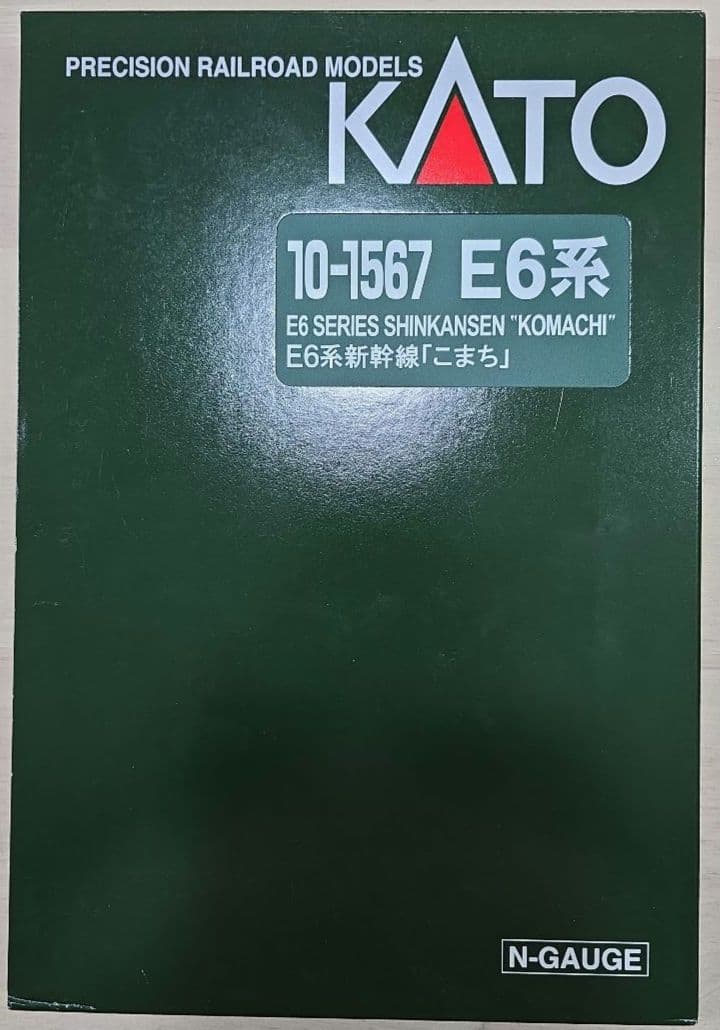 PRECISION RAILROAD MODELS
KATO
10-1567 E6系
E6 SERIES SHINKANSEN "KOMACHI"
E6系新幹線「こまち」
N-GAUGE